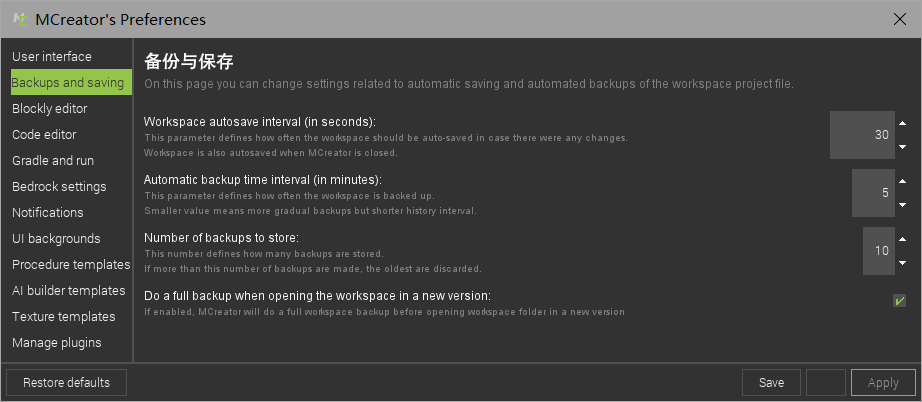 MCreator's Preferences
User interface
Backups and saving
Blockly editor
Code editor
Gradle and run
Bedrock settings
Notifications
UI backgrounds
Procedure templates
AI builder templates
Texture templates
Manage plugins
备份与保存
On this page you can change settings related to automatic saving and automated backups of the workspace project file.
Workspace autosave interval (in seconds):
This parameter defines how often the workspace should be auto-saved in case there were any changes.
Workspace is also autosaved when MCreator is closed.
30
Automatic backup time interval (in minutes):
This parameter defines how often the workspace is backed up.
Smaller value means more gradual backups but shorter history interval.
5
Number of backups to store:
This number defines how many backups are stored.
If more than this number of backups are made, the oldest are discarded.
10
Do a full backup when opening the workspace in a new version:
If enabled, MCreator will do a full workspace backup before opening workspace folder in a new version
Restore defaults
Save
Apply